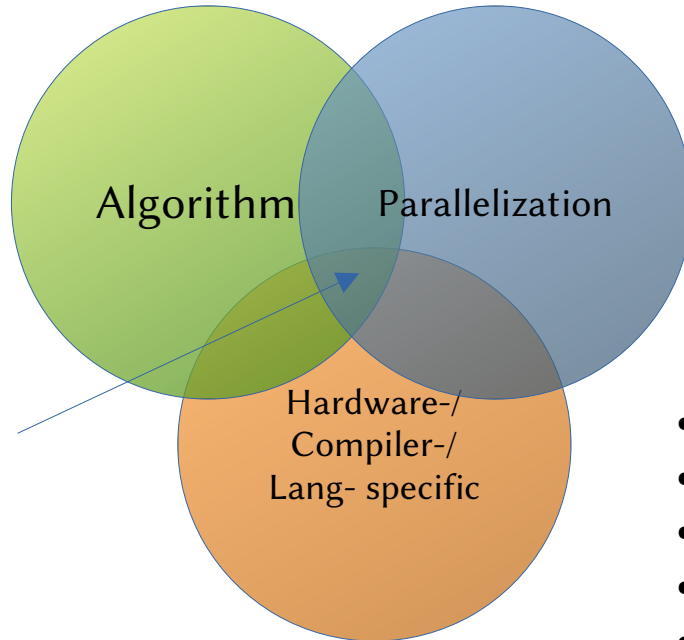 Algorithm
Parallelization
Hardware-/
Compiler-/
Lang- specific
•
•
•
•
•